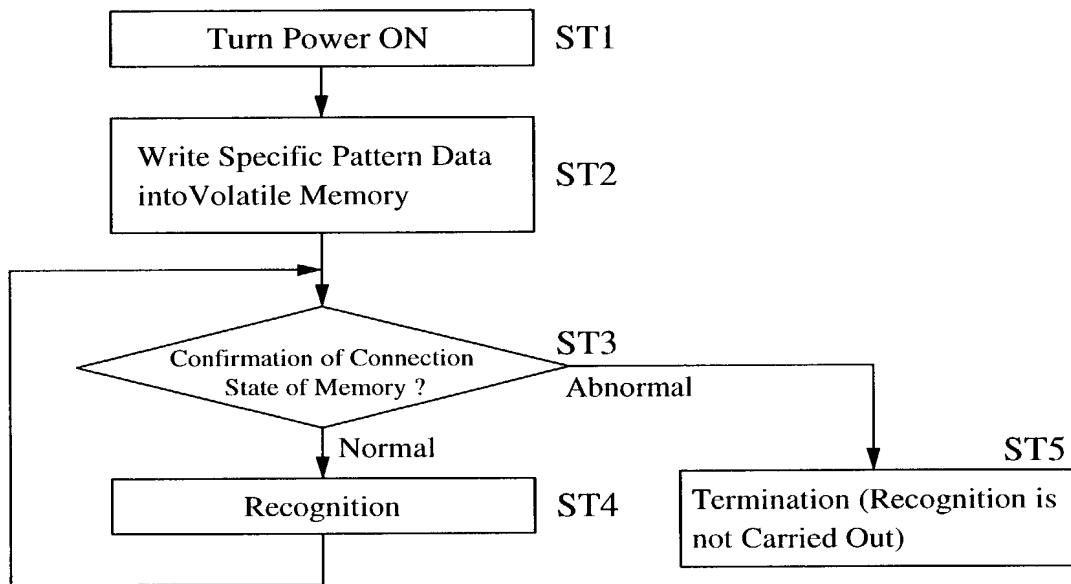 Turn Power ON
ST1
Write Specific Pattern Data
intoVolatile Memory
ST2
ST3
Confirmation of Connection
State of Memory ?
Abnormal
Normal
ST5
Recognition
ST4
Termination (Recognition is
not Carried Out)